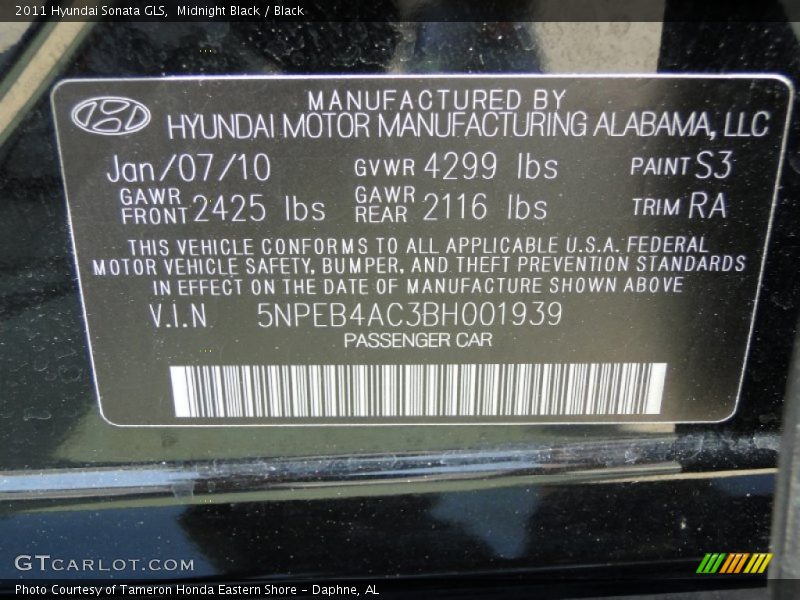 2011 Hyundai Sonata GLS, Midnight Black / Black
MANUFACTURED BY
HYUNDAI MOTOR MANUFACTURING ALABAMA, LLC
Jan/07/10 GVWR 4299 lbs PAINT S3
GAWR FRONT 2425 lbs GAWR REAR 2116 lbs TRIM RA
THIS VEHICLE CONFORMS TO ALL APPLICABLE U.S.A. FEDERAL
MOTOR VEHICLE SAFETY, BUMPER, AND THEFT PREVENTION STANDARDS
IN EFFECT ON THE DATE OF MANUFACTURE SHOWN ABOVE
V.I.N 5NPEB4AC3BH001939
PASSENGER CAR
GTCARLOT.COM
Photo Courtesy of Tameron Honda Eastern Shore - Daphne, AL